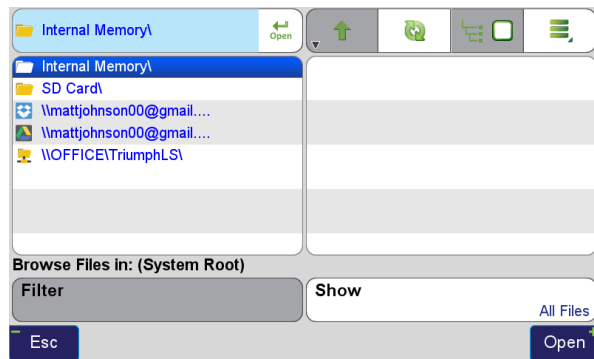 Internal Memory\
Open
Internal Memory\
SD Card\
\\mattjohnson00@gmail....
\\mattjohnson00@gmail....
\\OFFICE\TriumphLS\
Browse Files in: (System Root)
Filter
Show
All Files
Esc
Open